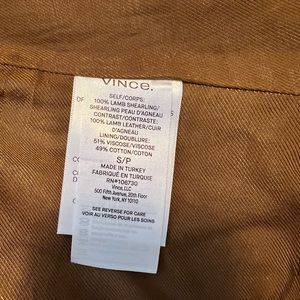 VINCE.
SELF/CORPS:
100% LAMB SHEARLING/
SHEARLING PEAU D'AGNEAU
CONTRAST/CONTRASTE:
100% LAMB LEATHER/CUIR
D'AGNEAU
LINING/DOUBLURE:
51% VISCOSE/VISCOSE
49% COTTON/COTON
S/P
MADE IN TURKEY
FABRIQUÉ EN TURQUIE
RN#106730
Vince, LLC
500 Fifth Avenue, 20th Floor
New York, NY 10110
SEE REVERSE FOR CARE
VOIR AU VERSO POUR LES SOINS